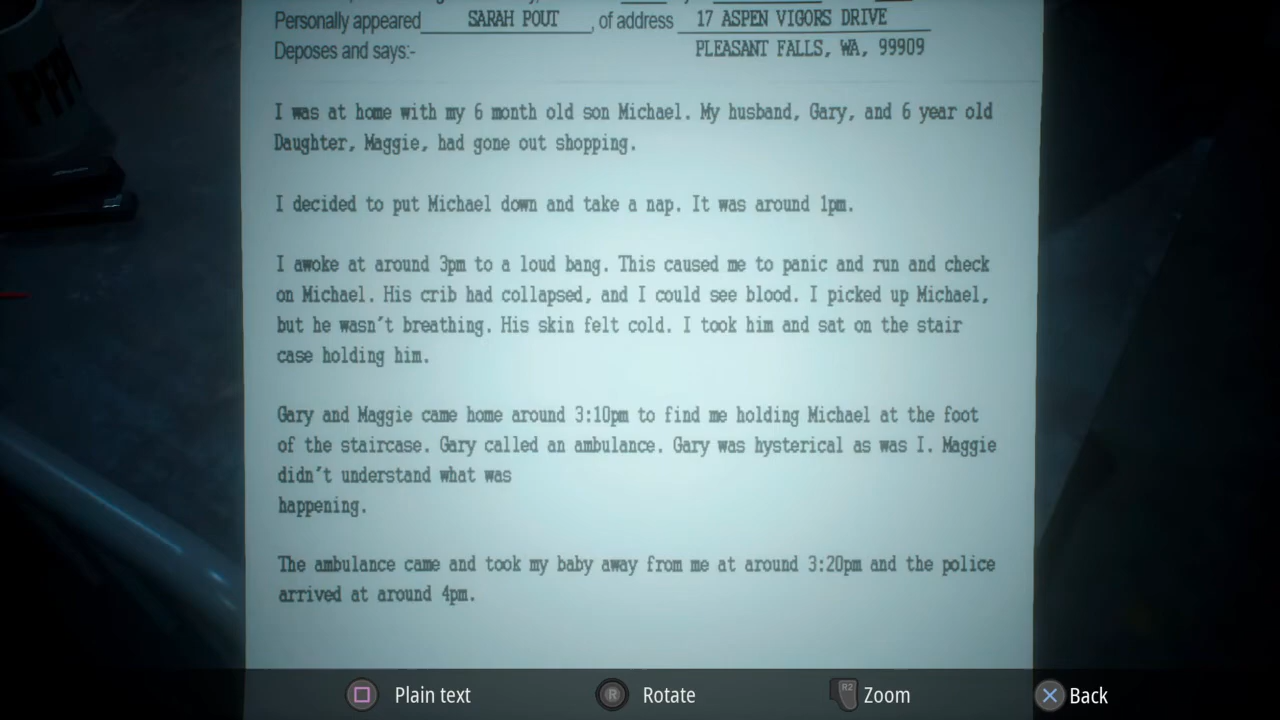 Personally appeared SARAH POUT, of address 17 ASPEN VIGORS DRIVE
Deposes and says:- PLEASANT FALLS, WA, 99909
I was at home with my 6 month old son Michael. My husband, Gary, and 6 year old
Daughter, Maggie, had gone out shopping.
I decided to put Michael down and take a nap. It was around 1pm.
I awoke at around 3pm to a loud bang. This caused me to panic and run and check
on Michael. His crib had collapsed, and I could see blood. I picked up Michael,
but he wasn't breathing. His skin felt cold. I took him and sat on the stair
case holding him.
Gary and Maggie came home around 3:10pm to find me holding Michael at the foot
of the staircase. Gary called an ambulance. Gary was hysterical as was I. Maggie
didn't understand what was
happening.
The ambulance came and took my baby away from me at around 3:20pm and the police
arrived at around 4pm.
Plain text R Rotate R2 Zoom Back